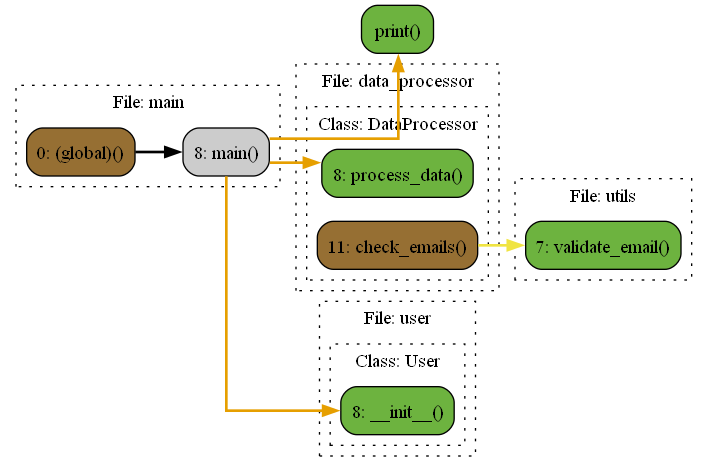 print()
File: data_processor
File: main
Class: DataProcessor
0: (global)()
8: main()
8: process_data()
File: utils
11: check_emails()
7: validate_email()
File: user
Class: User
8: __init__()